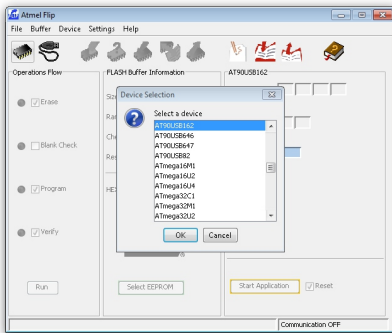 Atmel Flip
File Buffer Device Settings Help
Operations Flow
FLASH Buffer Information
AT90USB162
Erase
Blank Check
Program
Verify
Run
Device Selection
Select a device
AT90USB162
AT90USB646
AT90USB647
AT90USB82
ATmega16M1
ATmega16U2
ATmega16U4
ATmega32C1
ATmega32M1
ATmega32U2
OK Cancel
Select EEPROM
Start Application
Reset
Communication OFF